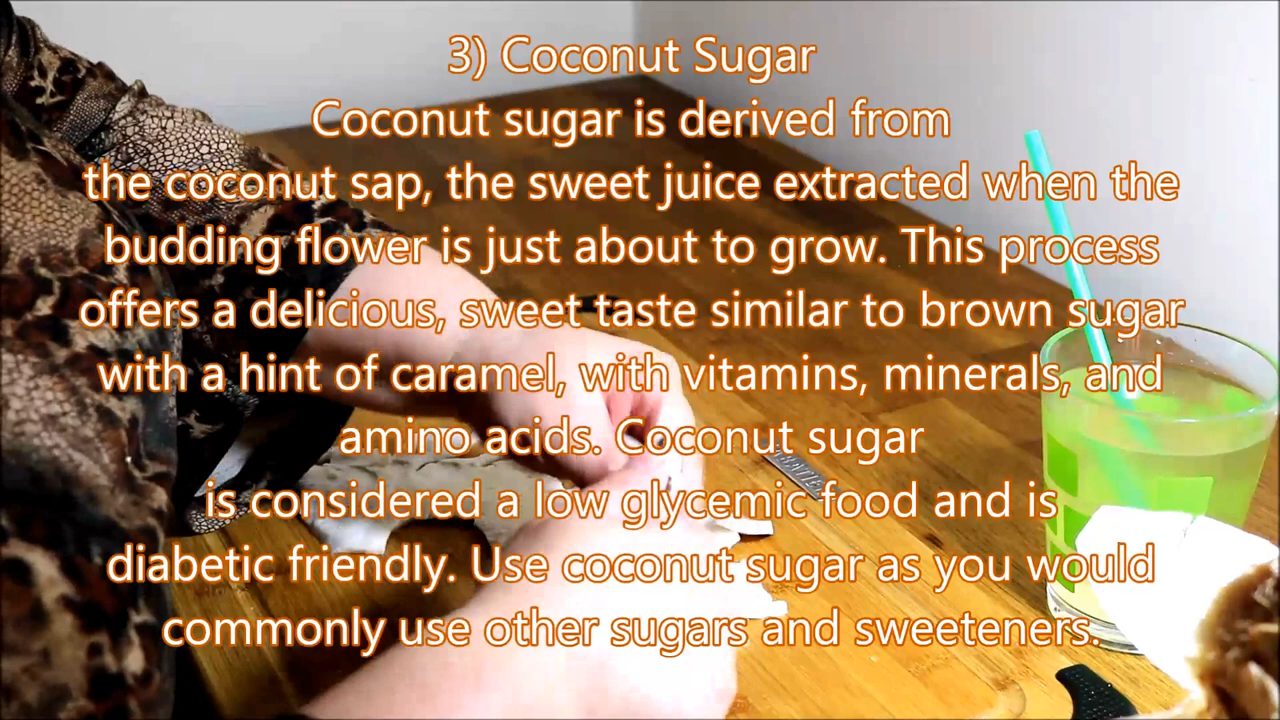 3) Coconut Sugar
Coconut sugar is derived from
the coconut sap, the sweet juice extracted when the
budding flower is just about to grow. This process
offers a delicious, sweet taste similar to brown sugar
with a hint of caramel, with vitamins, minerals, and
amino acids. Coconut sugar
is considered a low glycemic food and is
diabetic friendly. Use coconut sugar as you would
commonly use other sugars and sweeteners.